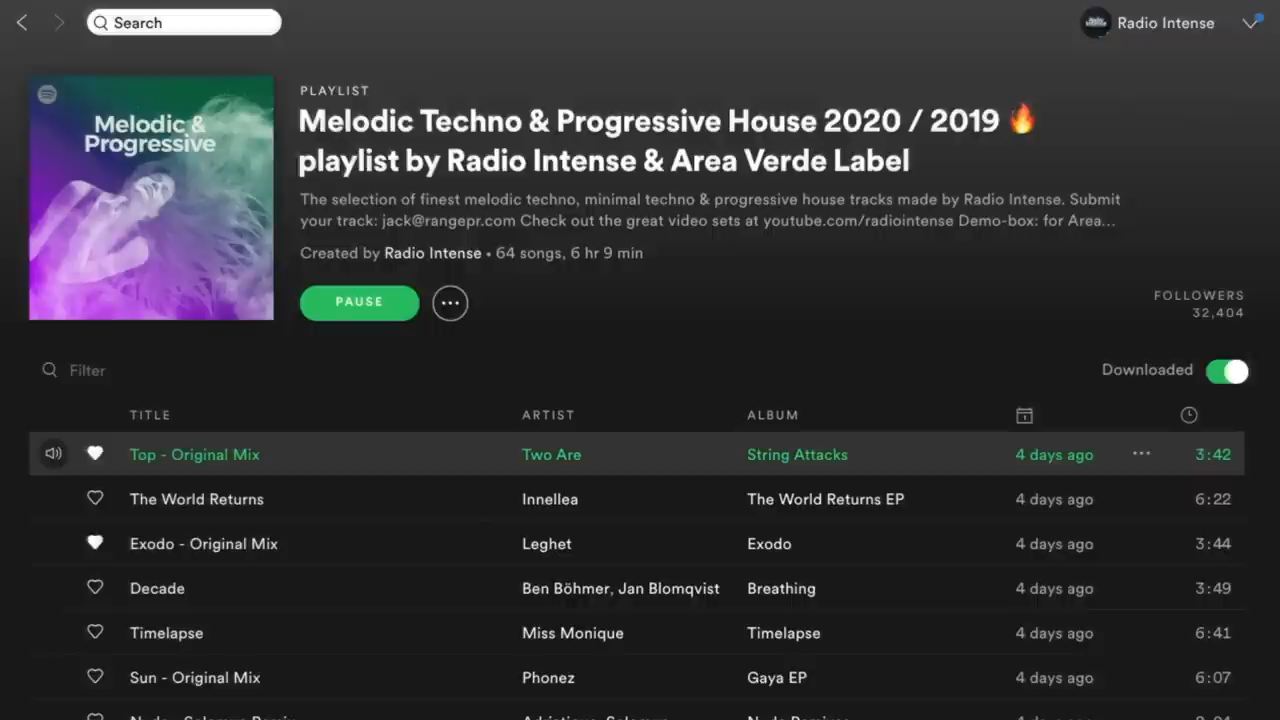 Search
Radio Intense
Melodic &
Progressive
PLAYLIST
Melodic Techno & Progressive House 2020 / 2019 🔥
playlist by Radio Intense & Area Verde Label
The selection of finest melodic techno, minimal techno & progressive house tracks made by Radio Intense. Submit
your track: jack@rangepr.com Check out the great video sets at youtube.com/radiointense Demo-box: for Area...
Created by Radio Intense • 64 songs, 6 hr 9 min
PAUSE
FOLLOWERS
32,404
Filter
Downloaded
TITLE ARTIST ALBUM
Top - Original Mix Two Are String Attacks 4 days ago 3:42
The World Returns Innellea The World Returns EP 4 days ago 6:22
Exodo - Original Mix Leghet Exodo 4 days ago 3:44
Decade Ben Böhmer, Jan Blomqvist Breathing 4 days ago 3:49
Timelapse Miss Monique Timelapse 4 days ago 6:41
Sun - Original Mix Phonez Gaya EP 4 days ago 6:07